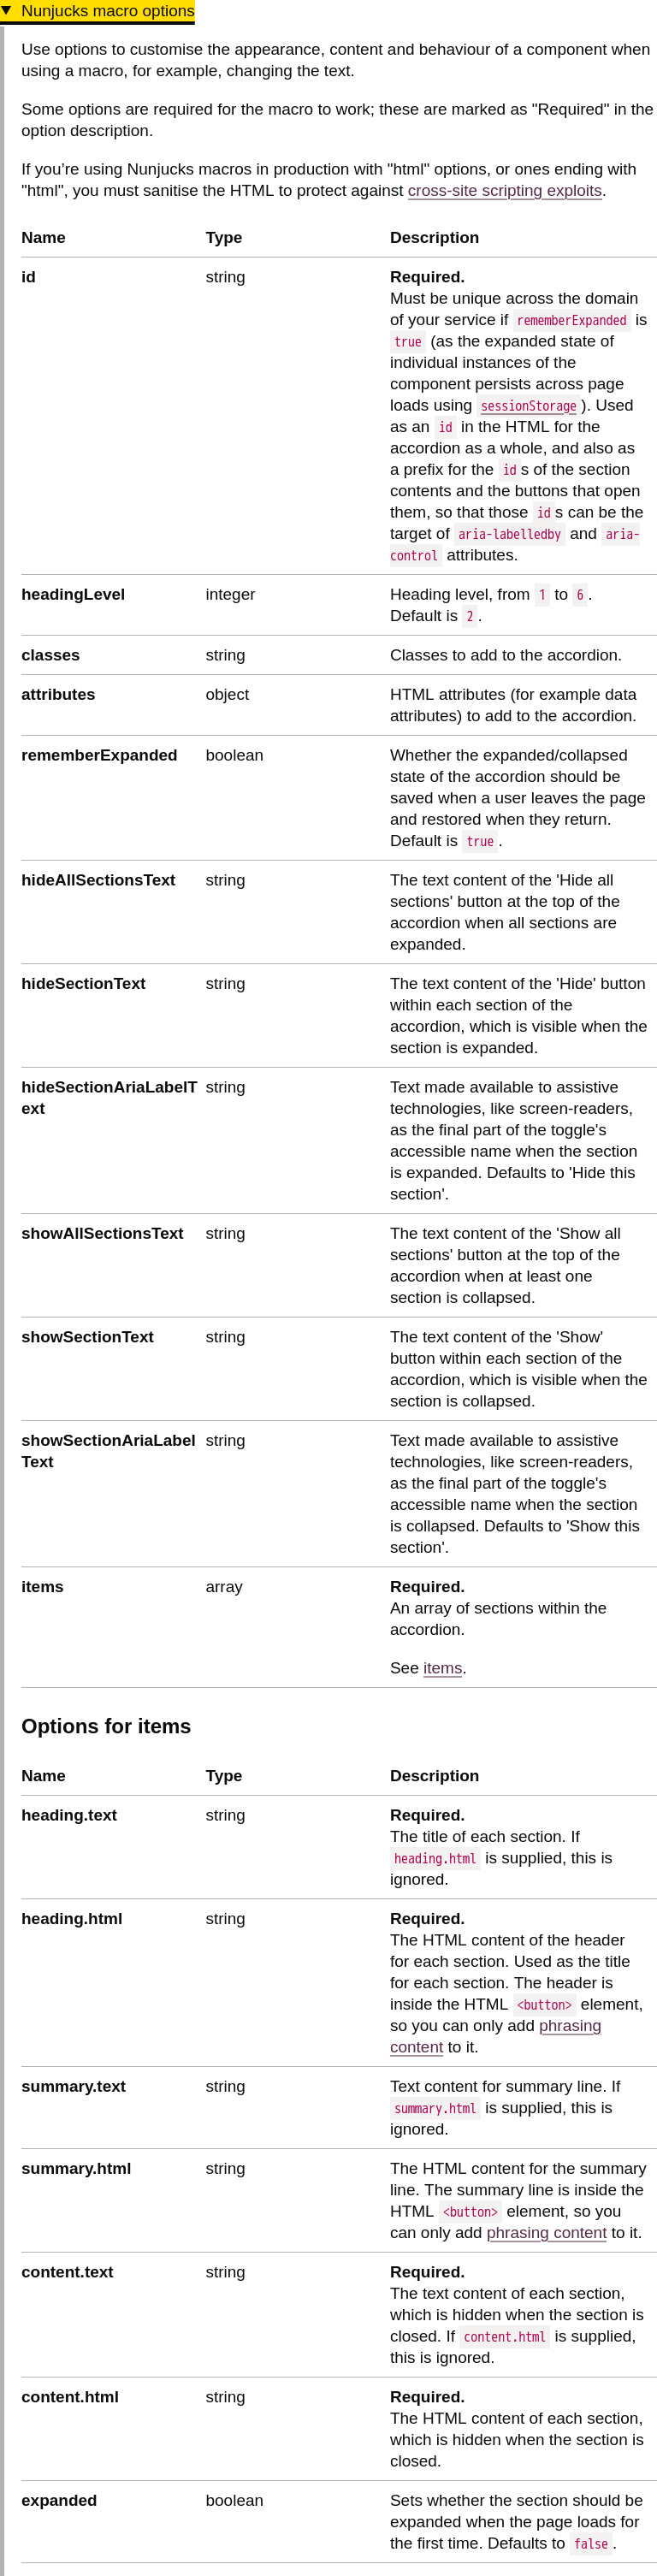 Nunjucks macro options
Use options to customise the appearance, content and behaviour of a component when
using a macro, for example, changing the text.
Some options are required for the macro to work; these are marked as "Required" in the
option description.
If you’re using Nunjucks macros in production with "html" options, or ones ending with
"html", you must sanitise the HTML to protect against cross-site scripting exploits.
Name Type Description
id string Required.
Must be unique across the domain
of your service if rememberExpanded is
true (as the expanded state of
individual instances of the
component persists across page
loads using sessionStorage). Used
as an id in the HTML for the
accordion as a whole, and also as
a prefix for the ids of the section
contents and the buttons that open
them, so that those ids can be the
target of aria-labelledby and aria-
control attributes.
headingLevel integer Heading level, from 1 to 6.
Default is 2.
classes string Classes to add to the accordion.
attributes object HTML attributes (for example data
attributes) to add to the accordion.
rememberExpanded boolean Whether the expanded/collapsed
state of the accordion should be
saved when a user leaves the page
and restored when they return.
Default is true.
hideAllSectionsText string The text content of the 'Hide all
sections' button at the top of the
accordion when all sections are
expanded.
hideSectionText string The text content of the 'Hide' button
within each section of the
accordion, which is visible when the
section is expanded.
hideSectionAriaLabelT string Text made available to assistive
ext technologies, like screen-readers,
as the final part of the toggle's
accessible name when the section
is expanded. Defaults to 'Hide this
section'.
showAllSectionsText string The text content of the 'Show all
sections' button at the top of the
accordion when at least one
section is collapsed.
showSectionText string The text content of the 'Show'
button within each section of the
accordion, which is visible when the
section is collapsed.
showSectionAriaLabel string Text made available to assistive
Text technologies, like screen-readers,
as the final part of the toggle's
accessible name when the section
is collapsed. Defaults to 'Show this
section'.
items array Required.
An array of sections within the
accordion.
See items.
Options for items
Name Type Description
heading.text string Required.
The title of each section. If
heading.html is supplied, this is
ignored.
heading.html string Required.
The HTML content of the header
for each section. Used as the title
for each section. The header is
inside the HTML <button> element,
so you can only add phrasing
content to it.
summary.text string Text content for summary line. If
summary.html is supplied, this is
ignored.
summary.html string The HTML content for the summary
line. The summary line is inside the
HTML <button> element, so you
can only add phrasing content to it.
content.text string Required.
The text content of each section,
which is hidden when the section is
closed. If content.html is supplied,
this is ignored.
content.html string Required.
The HTML content of each section,
which is hidden when the section is
closed.
expanded boolean Sets whether the section should be
expanded when the page loads for
the first time. Defaults to false.